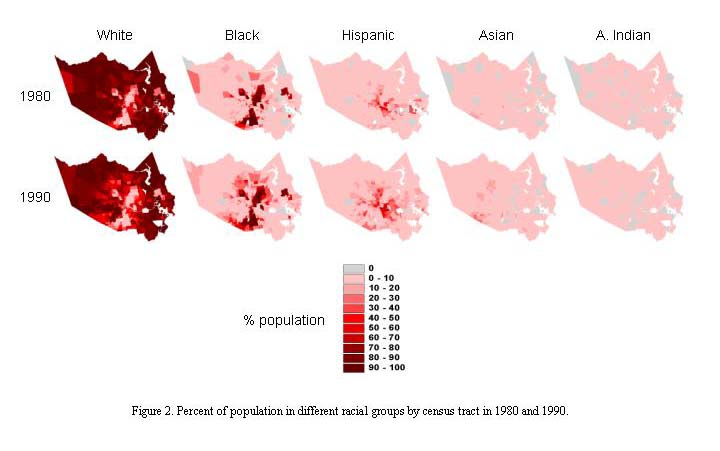 White Black Hispanic Asian A. Indian
1980
1990
0
0 - 10
10 - 20
20 - 30
30 - 40
40 - 50
% population
50 - 60
60 - 70
70 - 80
80 - 90
90 - 100
Figure 2. Percent of population in different racial groups by census tract in 1980 and 1990.